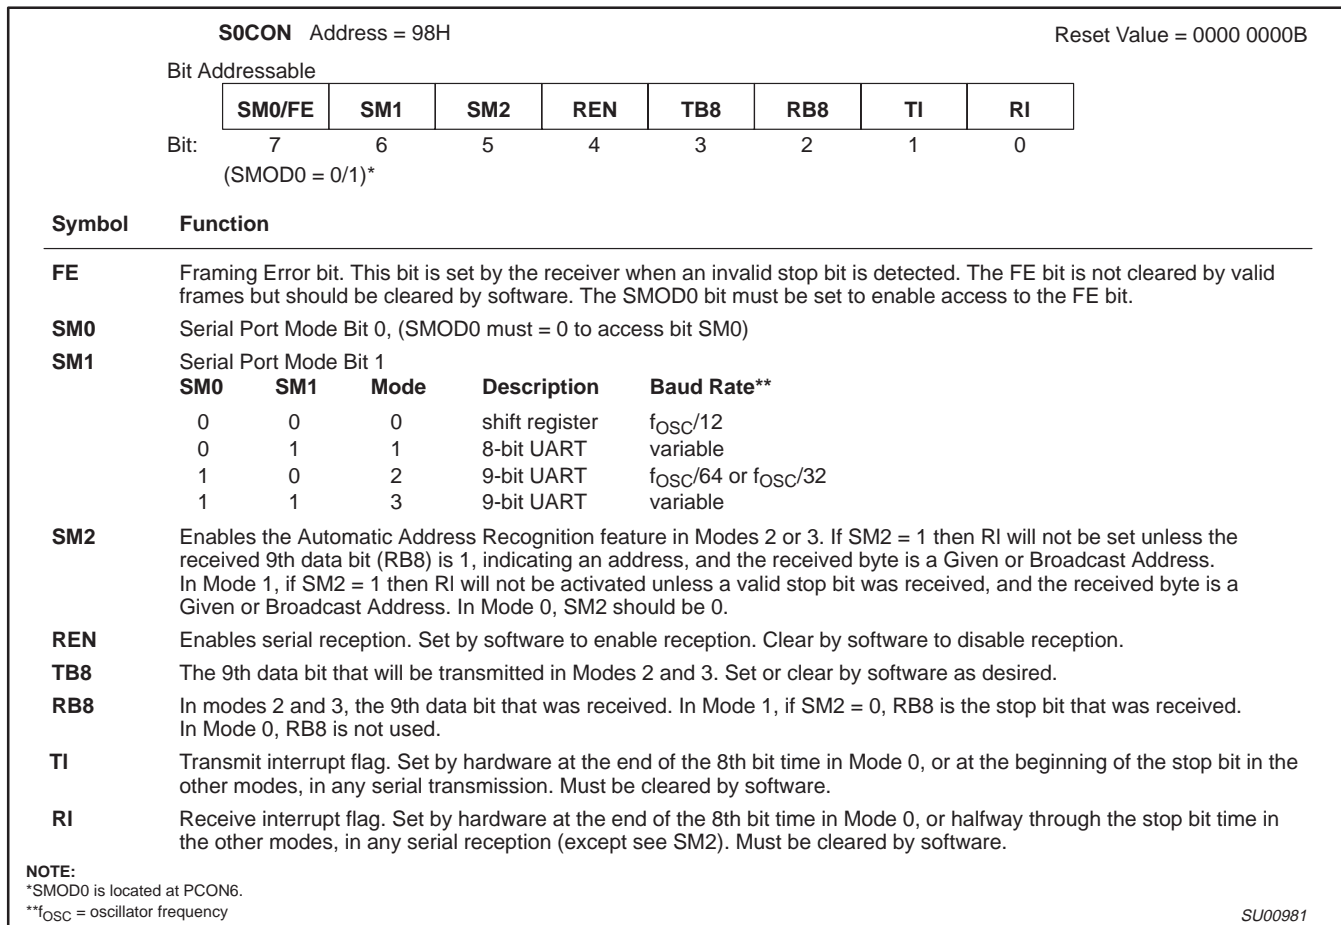 S0CON Address = 98H Reset Value = 0000 0000B
Bit Addressable
SM0/FE SM1 SM2 REN TB8 RB8 TI RI
Bit: 7 6 5 4 3 2 1 0
(SMOD0 = 0/1)*
Symbol Function
FE Framing Error bit. This bit is set by the receiver when an invalid stop bit is detected. The FE bit is not cleared by valid
frames but should be cleared by software. The SMOD0 bit must be set to enable access to the FE bit.
SM0 Serial Port Mode Bit 0, (SMOD0 must = 0 to access bit SM0)
SM1 Serial Port Mode Bit 1
SM0 SM1 Mode Description Baud Rate**
0 0 0 shift register fOSC/12
0 1 1 8-bit UART variable
1 0 2 9-bit UART fOSC/64 or fOSC/32
1 1 3 9-bit UART variable
SM2 Enables the Automatic Address Recognition feature in Modes 2 or 3. If SM2 = 1 then RI will not be set unless the
received 9th data bit (RB8) is 1, indicating an address, and the received byte is a Given or Broadcast Address.
In Mode 1, if SM2 = 1 then RI will not be activated unless a valid stop bit was received, and the received byte is a
Given or Broadcast Address. In Mode 0, SM2 should be 0.
REN Enables serial reception. Set by software to enable reception. Clear by software to disable reception.
TB8 The 9th data bit that will be transmitted in Modes 2 and 3. Set or clear by software as desired.
RB8 In modes 2 and 3, the 9th data bit that was received. In Mode 1, if SM2 = 0, RB8 is the stop bit that was received.
In Mode 0, RB8 is not used.
TI Transmit interrupt flag. Set by hardware at the end of the 8th bit time in Mode 0, or at the beginning of the stop bit in the
other modes, in any serial transmission. Must be cleared by software.
RI Receive interrupt flag. Set by hardware at the end of the 8th bit time in Mode 0, or halfway through the stop bit time in
the other modes, in any serial reception (except see SM2). Must be cleared by software.
NOTE:
*SMOD0 is located at PCON6.
**fOSC = oscillator frequency
SU00981